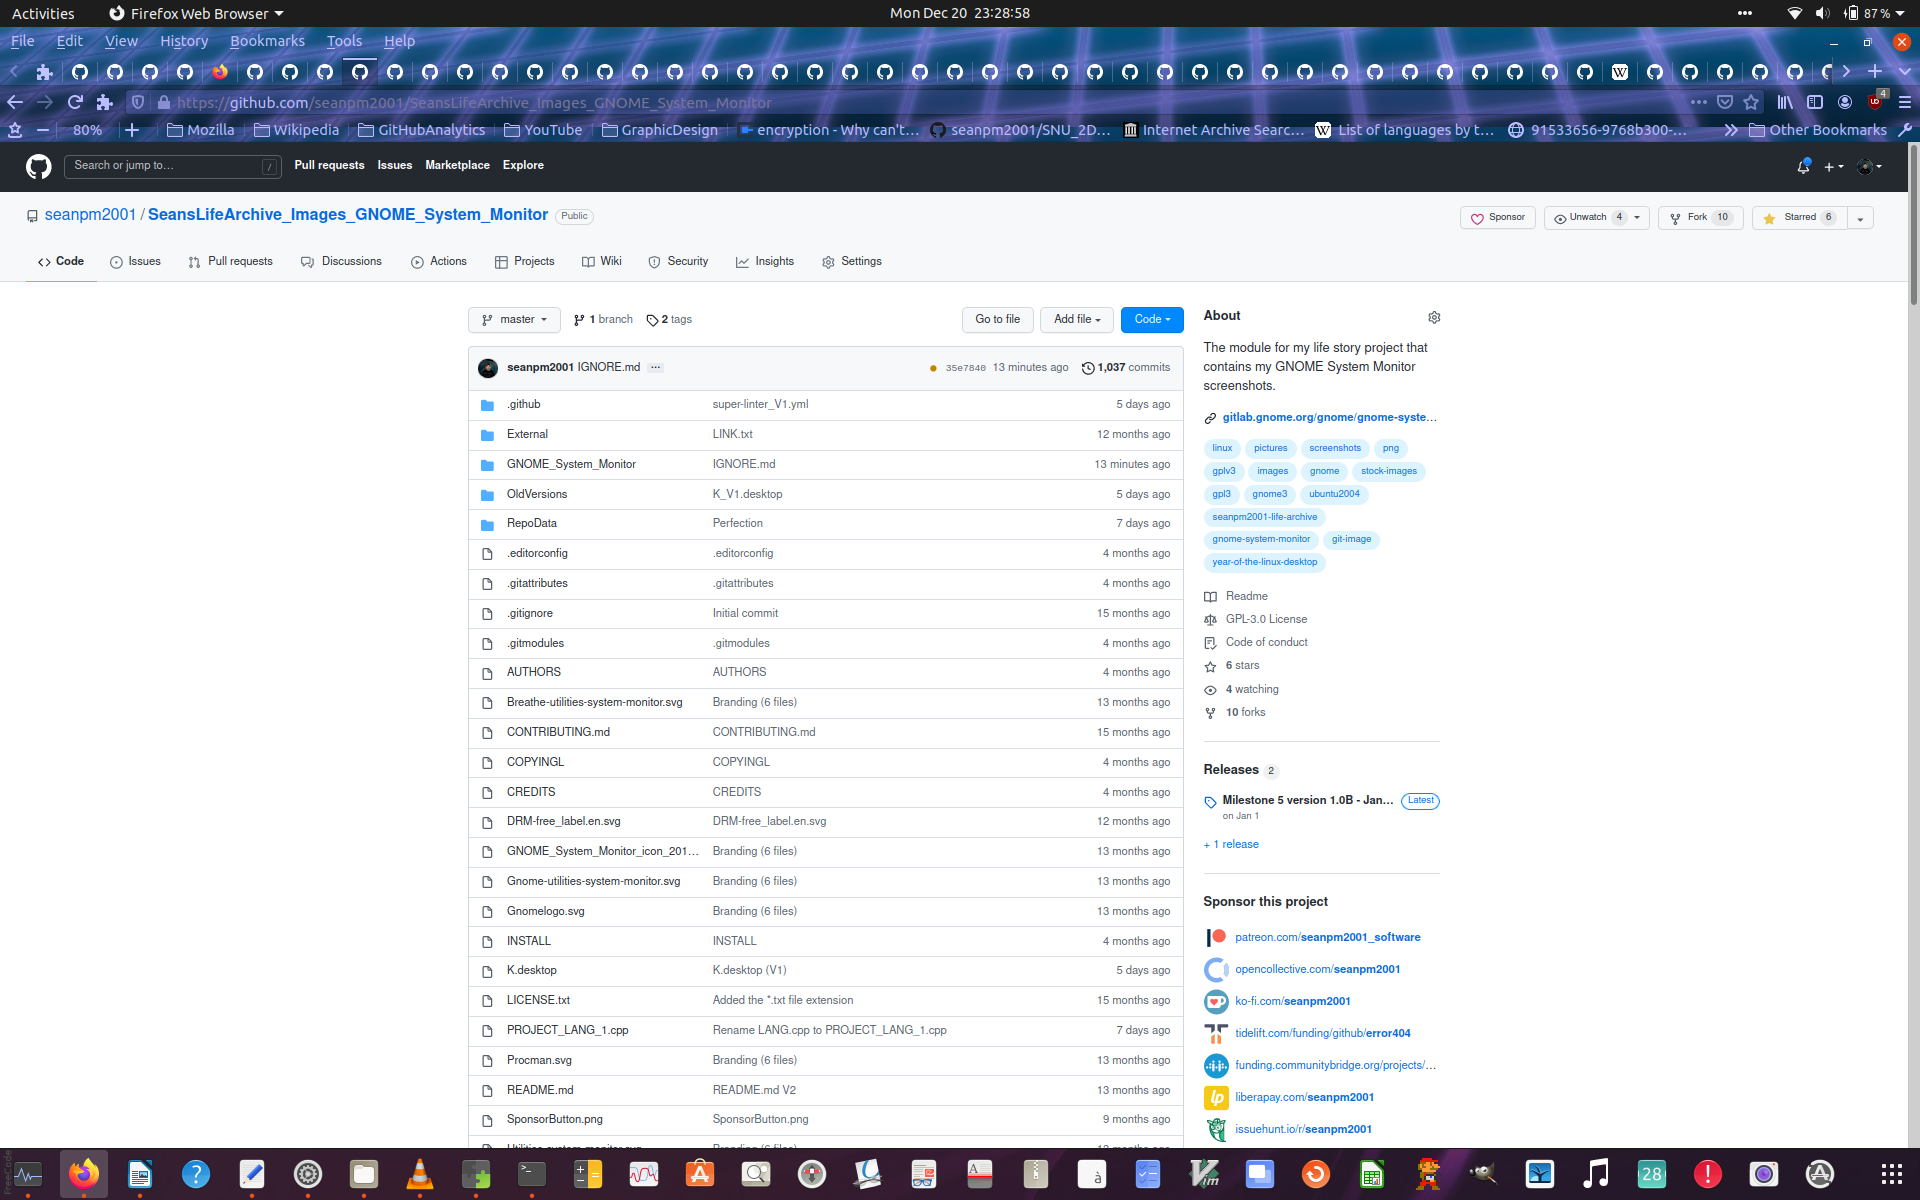 Activities Firefox Web Browser Mon Dec 20 23:28:58 87 %
File Edit View History Bookmarks Tools Help
https://github.com/seanpm2001/SeansLifeArchive_Images_GNOME_System_Monitor 4
80% Mozilla Wikipedia GitHubAnalytics YouTube GraphicDesign encryption - Why can't… seanpm2001/SNU_2D… Internet Archive Searc… List of languages by t… 91533656-9768b300-… Other Bookmarks
Search or jump to… / Pull requests Issues Marketplace Explore
seanpm2001 / SeansLifeArchive_Images_GNOME_System_Monitor Public
Sponsor Unwatch 4 Fork 10 Starred 6
Code Issues Pull requests Discussions Actions Projects Wiki Security Insights Settings
master 1 branch 2 tags Go to file Add file Code
seanpm2001 IGNORE.md ··· 35e7840 13 minutes ago 1,037 commits
.github super-linter_V1.yml 5 days ago
External LINK.txt 12 months ago
GNOME_System_Monitor IGNORE.md 13 minutes ago
OldVersions K_V1.desktop 5 days ago
RepoData Perfection 7 days ago
.editorconfig .editorconfig 4 months ago
.gitattributes .gitattributes 4 months ago
.gitignore Initial commit 15 months ago
.gitmodules .gitmodules 4 months ago
AUTHORS AUTHORS 4 months ago
Breathe-utilities-system-monitor.svg Branding (6 files) 13 months ago
CONTRIBUTING.md CONTRIBUTING.md 15 months ago
COPYINGL COPYINGL 4 months ago
CREDITS CREDITS 4 months ago
DRM-free_label.en.svg DRM-free_label.en.svg 12 months ago
GNOME_System_Monitor_icon_201… Branding (6 files) 13 months ago
Gnome-utilities-system-monitor.svg Branding (6 files) 13 months ago
Gnomelogo.svg Branding (6 files) 13 months ago
INSTALL INSTALL 4 months ago
K.desktop K.desktop (V1) 5 days ago
LICENSE.txt Added the *.txt file extension 15 months ago
PROJECT_LANG_1.cpp Rename LANG.cpp to PROJECT_LANG_1.cpp 7 days ago
Procman.svg Branding (6 files) 13 months ago
README.md README.md V2 13 months ago
SponsorButton.png SponsorButton.png 9 months ago
About
The module for my life story project that
contains my GNOME System Monitor
screenshots.
gitlab.gnome.org/gnome/gnome-syste…
linux pictures screenshots png
gplv3 images gnome stock-images
gpl3 gnome3 ubuntu2004
seanpm2001-life-archive
gnome-system-monitor git-image
year-of-the-linux-desktop
Readme
GPL-3.0 License
Code of conduct
6 stars
4 watching
10 forks
Releases 2
Milestone 5 version 1.0B - Jan… Latest
on Jan 1
+ 1 release
Sponsor this project
patreon.com/seanpm2001_software
opencollective.com/seanpm2001
ko-fi.com/seanpm2001
tidelift.com/funding/github/error404
funding.communitybridge.org/projects/…
liberapay.com/seanpm2001
issuehunt.io/r/seanpm2001
28